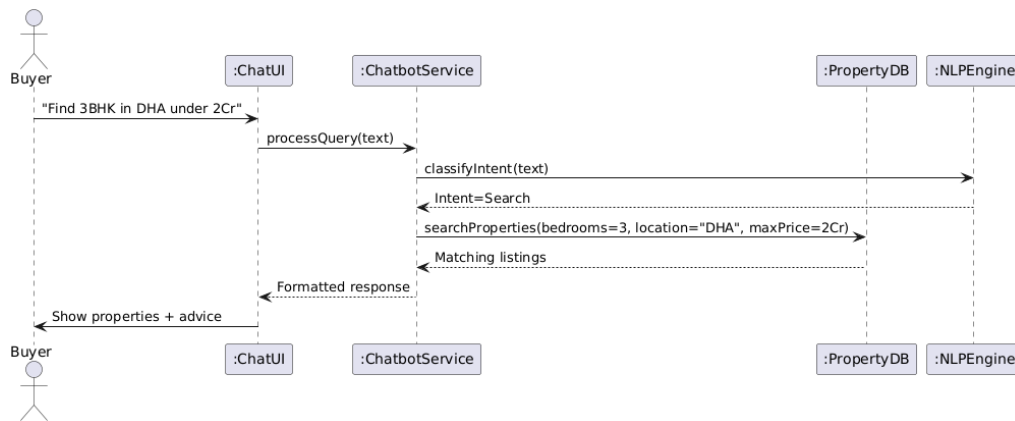 Buyer
:ChatUI
:ChatbotService
:PropertyDB
:NLPEngine
"Find 3BHK in DHA under 2Cr"
processQuery(text)
classifyIntent(text)
Intent=Search
searchProperties(bedrooms=3, location="DHA", maxPrice=2Cr)
Matching listings
Formatted response
Show properties + advice
Buyer
:ChatUI
:ChatbotService
:PropertyDB
:NLPEngine